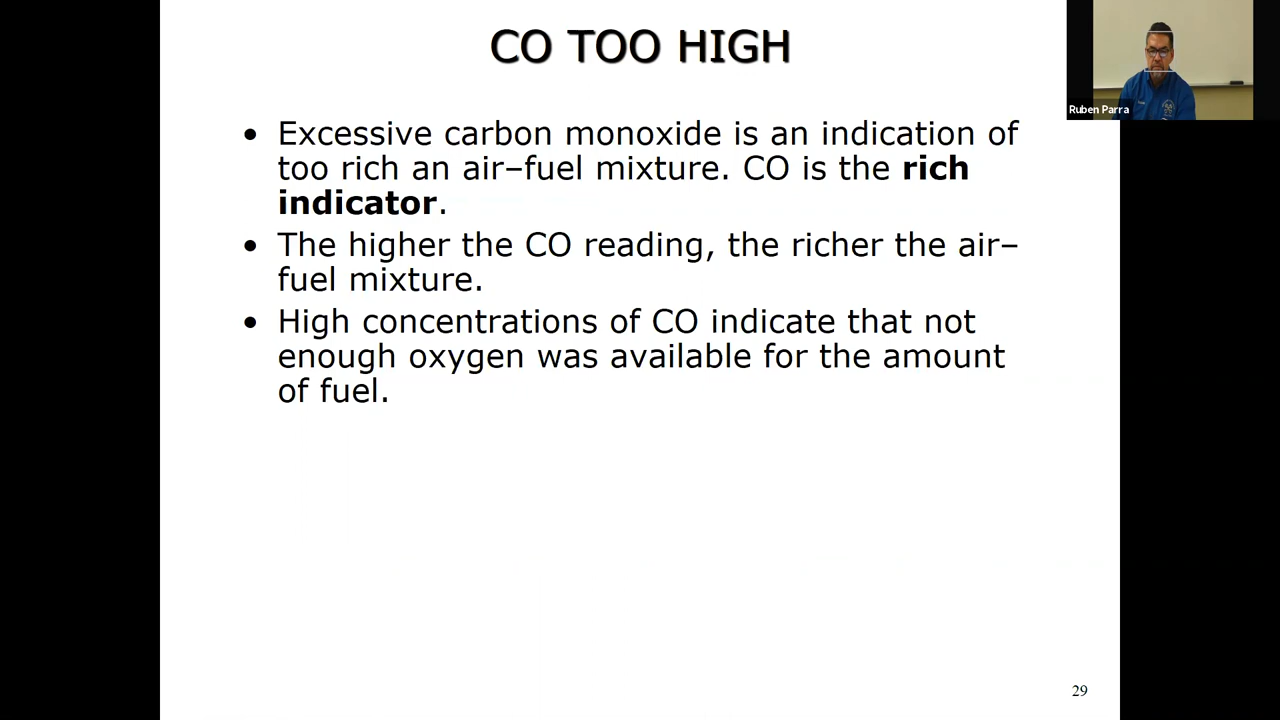 CO TOO HIGH
Ruben Parra
• Excessive carbon monoxide is an indication of
too rich an air–fuel mixture. CO is the rich
indicator.
• The higher the CO reading, the richer the air–
fuel mixture.
• High concentrations of CO indicate that not
enough oxygen was available for the amount
of fuel.
29